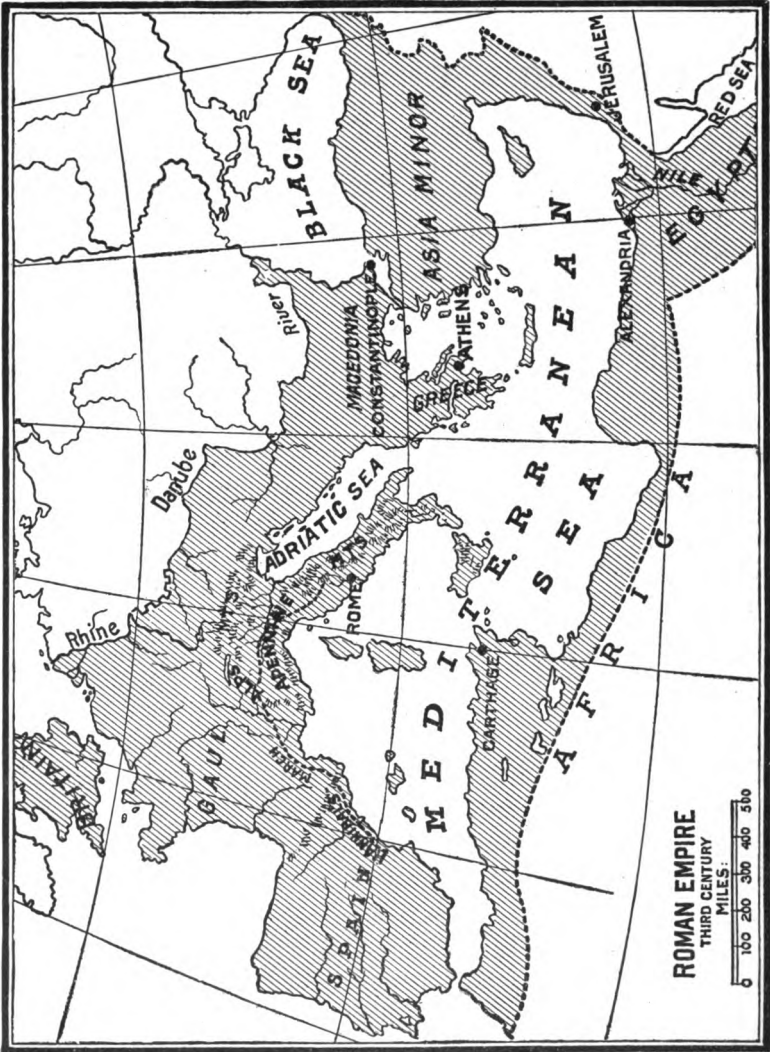 BRITAIN
Rhine
Danube
River
BLACK SEA
GAUL
ALPS
MTS
MARCH
SPAIN
APENNINE MTS
ROME
ADRIATIC SEA
MACEDONIA
CONSTANTINOPLE
GREECE
ATHENS
ASIA MINOR
JERUSALEM
RED SEA
NILE
EGYPT
ALEXANDRIA
MEDITERRANEAN
SEA
CARTHAGE
AFRICA
ROMAN EMPIRE
THIRD CENTURY
MILES:
0 100 200 300 400 500